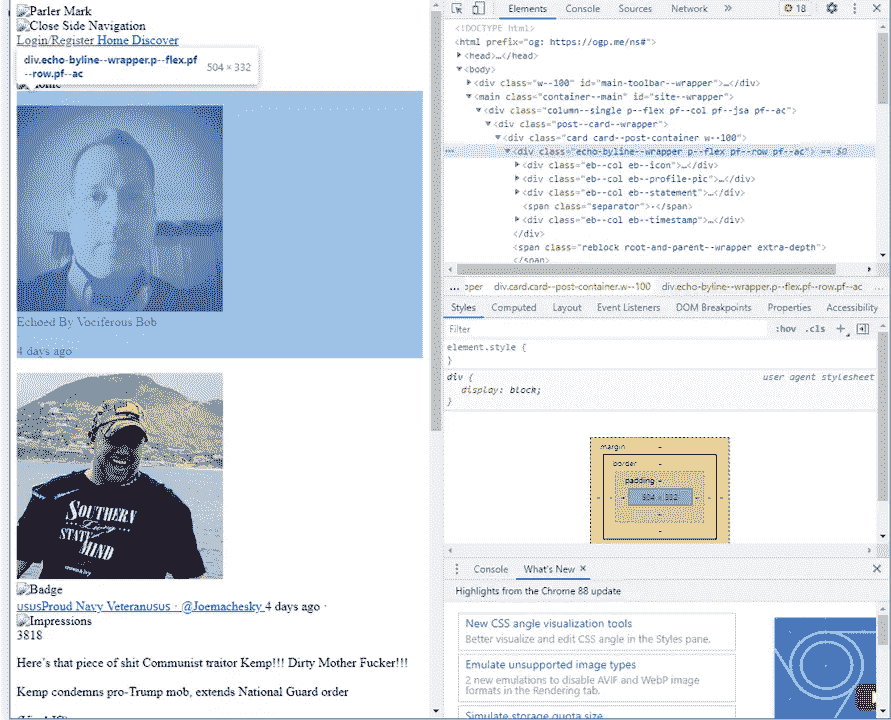 Parler Mark
Close Side Navigation
Login/Register Home Discover
div.echo-byline--wrapper.p--flex.pf
--row.pf--ac 504 × 332
Home
Echoed By Vociferous Bob
4 days ago
SOUTHERN
Living
STATE
MIND
Badge
ususProud Navy Veteranusus · @Joemachesky 4 days ago ·
Impressions
3818
Here's that piece of shit Communist traitor Kemp!!! Dirty Mother Fucker!!!
Kemp condemns pro-Trump mob, extends National Guard order
Elements Console Sources Network » 18
<!DOCTYPE html>
<html prefix="og: https://ogp.me/ns#">
<head>…</head>
<body>
<div class="w--100" id="main-toolbar--wrapper">…</div>
<main class="container--main" id="site--wrapper">
<div class="column--single p--flex pf--col pf--jsa pf--ac">
<div class="post--card--wrapper">
<div class="card card--post-container w--100">
<div class="echo-byline--wrapper p--flex pf--row pf--ac"> == $0
<div class="eb--col eb--icon">…</div>
<div class="eb--col eb--profile-pic">…</div>
<div class="eb--col eb--statement">…</div>
<span class="separator">-</span>
<div class="eb--col eb--timestamp">…</div>
</div>
<span class="reblock root-and-parent--wrapper extra-depth">
</span>
… pper div.card.card--post-container.w--100 div.echo-byline--wrapper.p--flex.pf--row.pf--ac …
Styles Computed Layout Event Listeners DOM Breakpoints Properties Accessibility
Filter :hov .cls +
element.style {
}
div { user agent stylesheet
display: block;
}
margin -
border -
padding -
504 × 332
Console What's New ×
Highlights from the Chrome 88 update
New CSS angle visualization tools
Better visualize and edit CSS angle in the Styles pane.
Emulate unsupported image types
2 new emulations to disable AVIF and WebP image
formats in the Rendering tab.
Simulate storage quota size